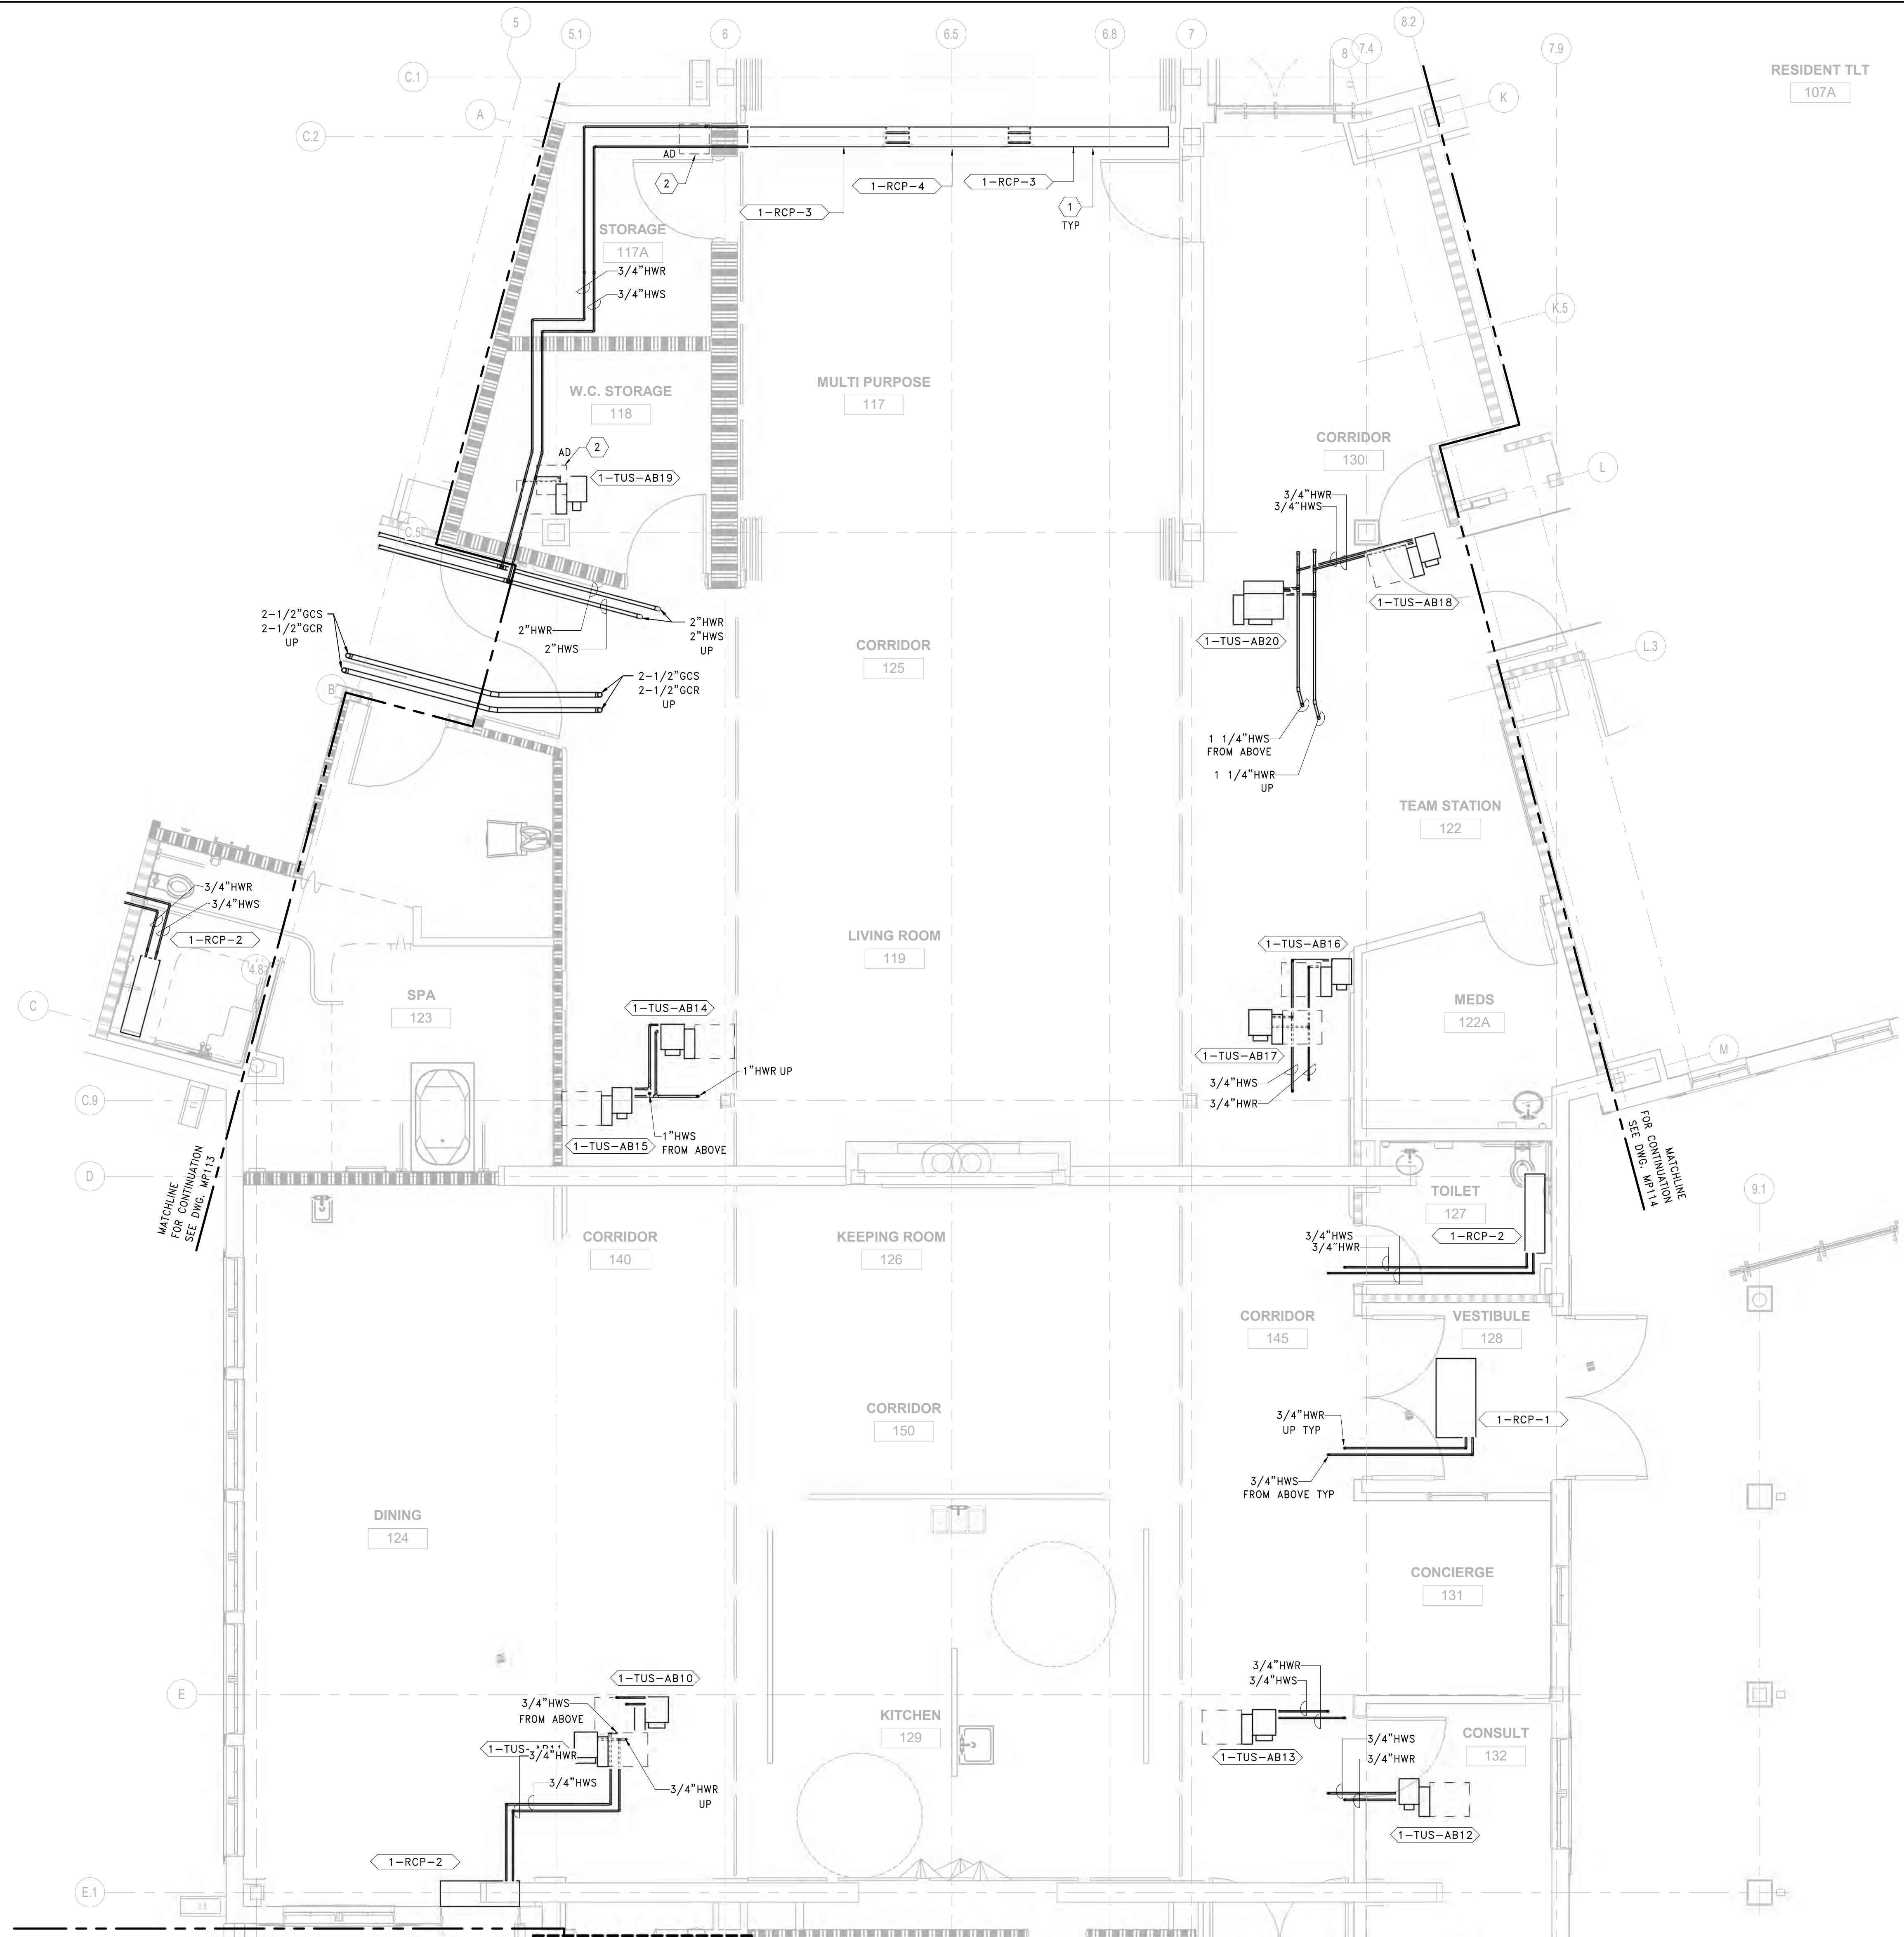 5
5.1
6
6.5
6.8
7
8
7.4
8.2
7.9
RESIDENT TLT
107A
C.1
A
K
C.2
AD
2
1-RCP-3
1-RCP-4
1-RCP-3
1
TYP
STORAGE
117A
3/4"HWR
3/4"HWS
K.5
W.C. STORAGE
118
MULTI PURPOSE
117
CORRIDOR
130
AD
2
1-TUS-AB19
L
3/4"HWR
3/4"HWS
C.5
1-TUS-AB18
1-TUS-AB20
2-1/2"GCS
2-1/2"GCR
UP
2"HWR
2"HWS
2"HWR
2"HWS
UP
CORRIDOR
125
L.3
B
2-1/2"GCS
2-1/2"GCR
UP
1 1/4"HWS
FROM ABOVE
1 1/4"HWR
UP
TEAM STATION
122
3/4"HWR
3/4"HWS
1-RCP-2
4.8
C
SPA
123
LIVING ROOM
119
1-TUS-AB14
1-TUS-AB16
MEDS
122A
1-TUS-AB17
M
3/4"HWS
3/4"HWR
C.9
1"HWR UP
1-TUS-AB15
1"HWS
FROM ABOVE
MATCHLINE
FOR CONTINUATION
SEE DWG. MP113
MATCHLINE
FOR CONTINUATION
SEE DWG. MP114
D
TOILET
127
9.1
CORRIDOR
140
KEEPING ROOM
126
3/4"HWS
3/4"HWR
1-RCP-2
CORRIDOR
145
VESTIBULE
128
CORRIDOR
150
3/4"HWR
UP TYP
1-RCP-1
3/4"HWS
FROM ABOVE TYP
DINING
124
CONCIERGE
131
E
1-TUS-AB10
3/4"HWS
FROM ABOVE
1-TUS-AB11
3/4"HWR
3/4"HWS
3/4"HWR
UP
KITCHEN
129
3/4"HWR
3/4"HWS
1-TUS-AB13
CONSULT
132
3/4"HWS
3/4"HWR
1-TUS-AB12
1-RCP-2
E.1